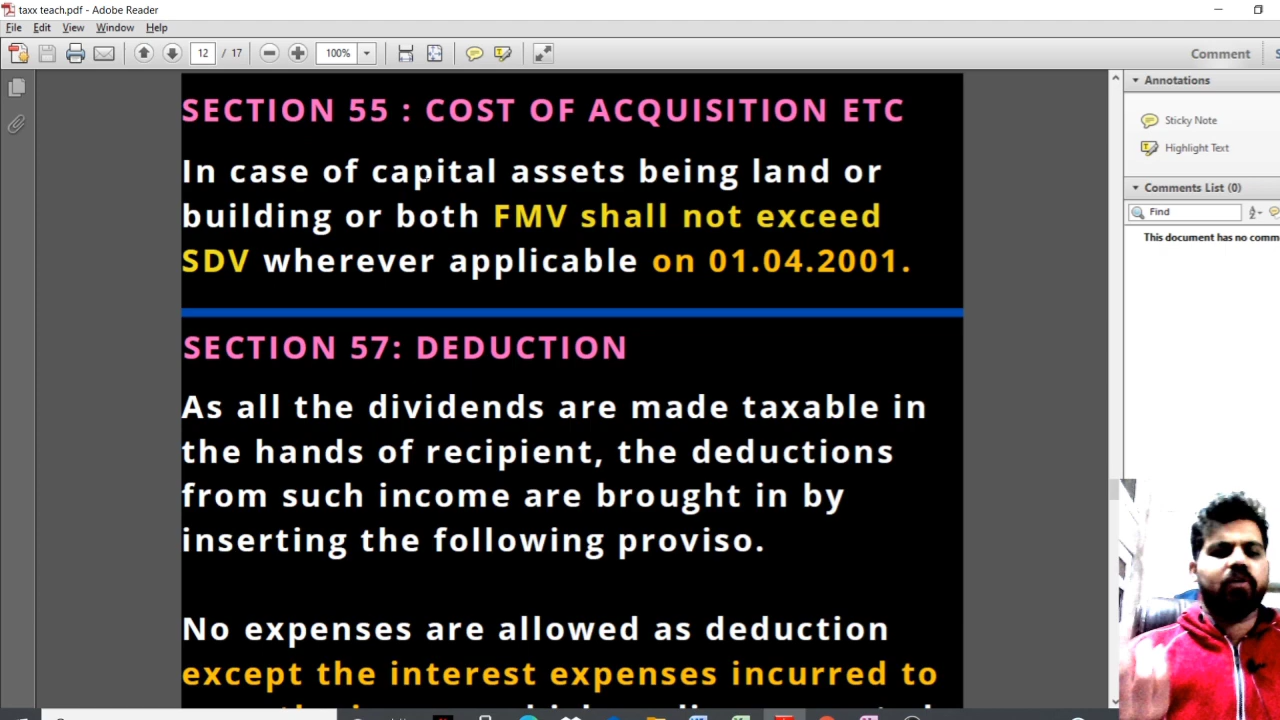 taxx teach.pdf - Adobe Reader
File Edit View Window Help
12 / 17 100% Comment
SECTION 55 : COST OF ACQUISITION ETC
In case of capital assets being land or
building or both FMV shall not exceed
SDV wherever applicable on 01.04.2001.
SECTION 57: DEDUCTION
As all the dividends are made taxable in
the hands of recipient, the deductions
from such income are brought in by
inserting the following proviso.
No expenses are allowed as deduction
except the interest expenses incurred to
Annotations
Sticky Note
Highlight Text
Comments List (0)
Find
This document has no comm